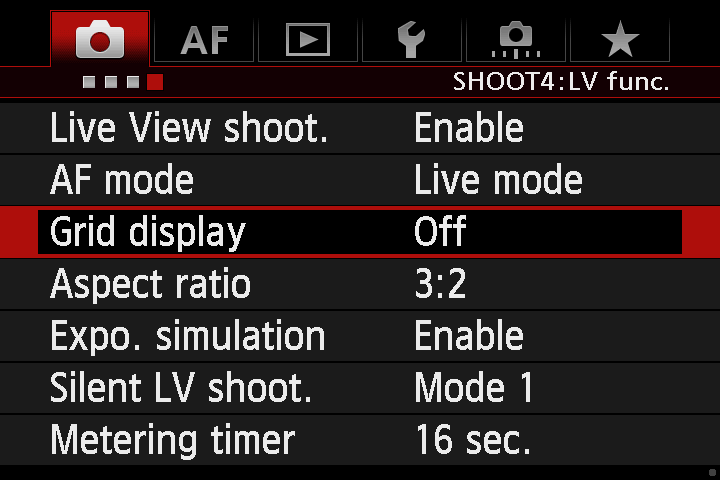 AF
SHOOT4:LV func.
Live View shoot. Enable
AF mode Live mode
Grid display Off
Aspect ratio 3:2
Expo. simulation Enable
Silent LV shoot. Mode 1
Metering timer 16 sec.